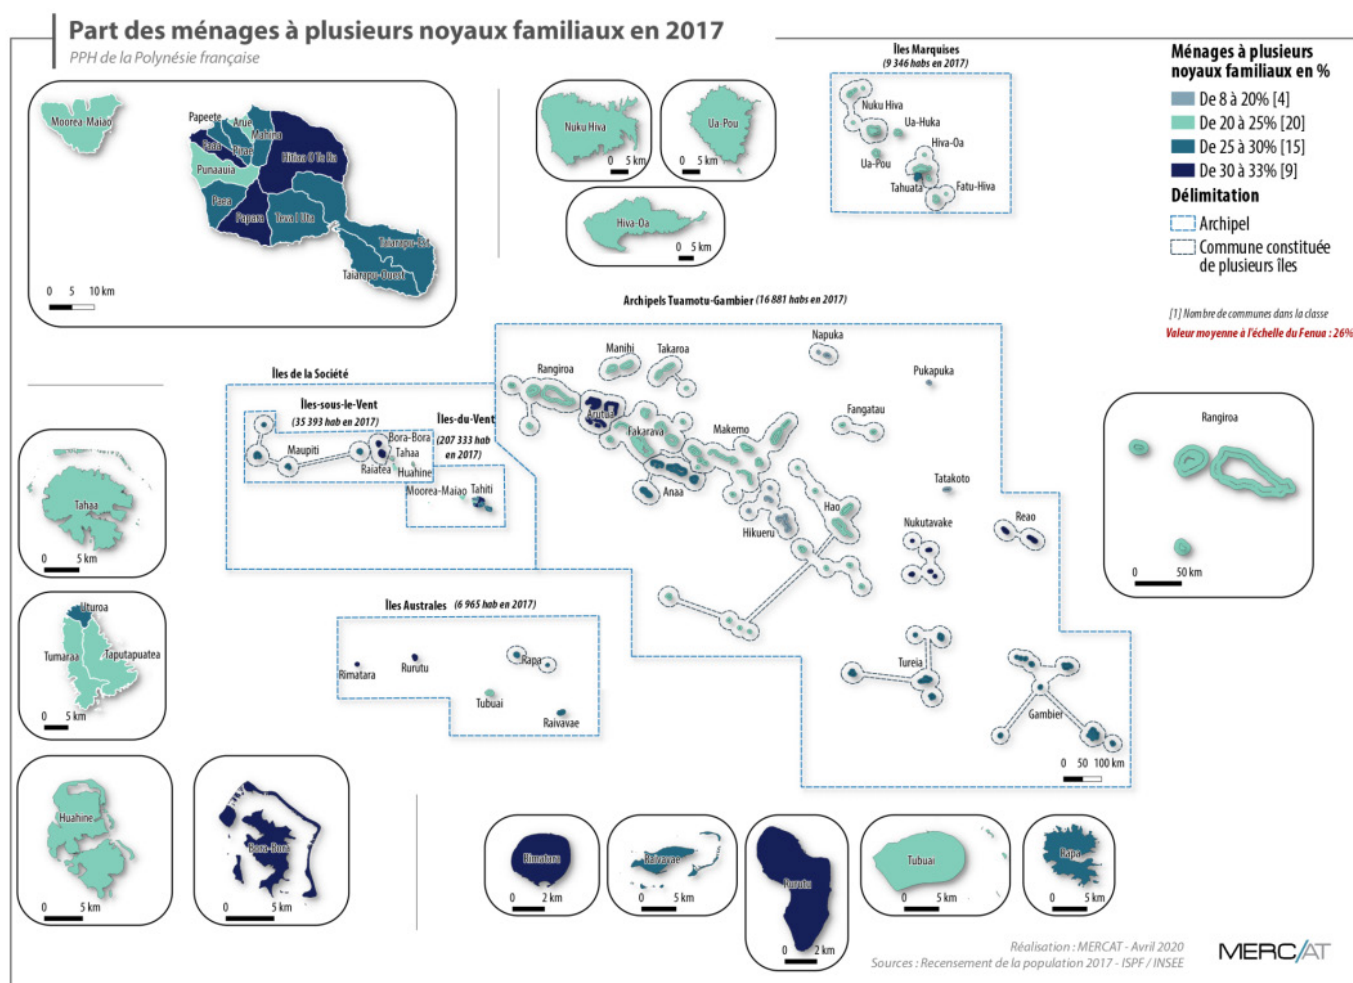 Part des ménages à plusieurs noyaux familiaux en 2017
PPH de la Polynésie française
Moorea-Maiao
Papeete
Arue
Mahina
Faaa
Pirae
Hitiaa O Te Ra
Punaauia
Paea
Papara
Teva I Uta
Taiarapu-Est
Taiarapu-Ouest
0 5 10 km
Nuku Hiva
0 5 km
Ua-Pou
0 5 km
Hiva-Oa
0 5 km
Îles Marquises
(9 346 habs en 2017)
Nuku Hiva
Ua-Huka
Hiva-Oa
Ua-Pou
Tahuata
Fatu-Hiva
Ménages à plusieurs
noyaux familiaux en %
De 8 à 20% [4]
De 20 à 25% [20]
De 25 à 30% [15]
De 30 à 33% [9]
Délimitation
Archipel
Commune constituée
de plusieurs îles
[1] Nombre de communes dans la classe
Valeur moyenne à l'échelle du Fenua : 26%
Archipels Tuamotu-Gambier (16 881 habs en 2017)
Napuka
Manihi
Takaroa
Rangiroa
Pukapuka
Arutua
Fangatau
Fakarava
Makemo
Anaa
Tatakoto
Hao
Hikueru
Nukutavake
Reao
Tureia
Gambier
0 50 100 km
Îles de la Société
Îles-sous-le-Vent
(35 393 hab en 2017)
Îles-du-Vent
(207 333 hab
en 2017)
Bora-Bora
Maupiti
Tahaa
Raiatea
Huahine
Moorea-Maiao
Tahiti
Rangiroa
0 50 km
Tahaa
0 5 km
Uturoa
Tumaraa
Taputapuatea
0 5 km
Îles Australes (6 965 hab en 2017)
Rimatara
Rurutu
Rapa
Tubuai
Raivavae
Huahine
0 5 km
Bora-Bora
0 5 km
Rimatara
0 2 km
Raivavae
0 5 km
Rurutu
0 2 km
Tubuai
0 5 km
Rapa
0 5 km
Réalisation : MERCAT - Avril 2020
Sources : Recensement de la population 2017 - ISPF / INSEE
MERC/AT